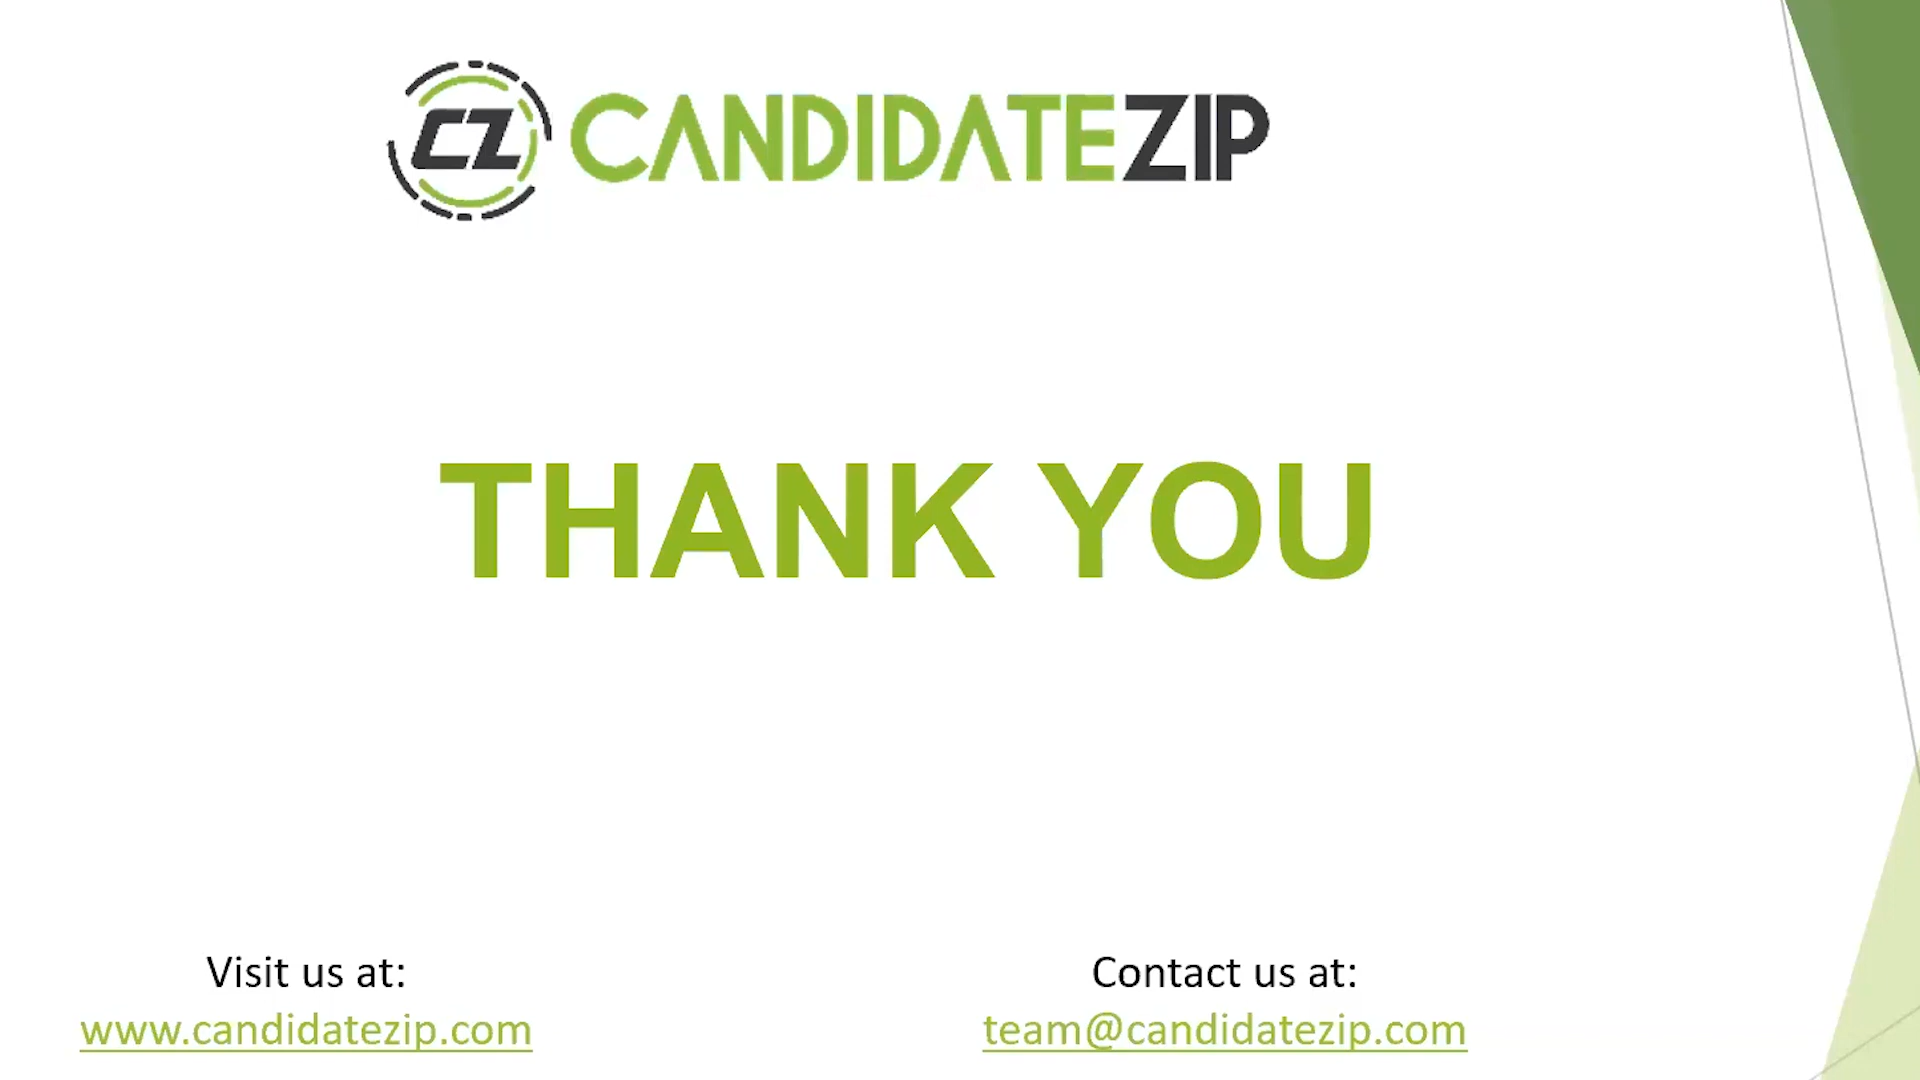 CZ CANDIDATEZIP
THANK YOU
Visit us at:
www.candidatezip.com
Contact us at:
team@candidatezip.com